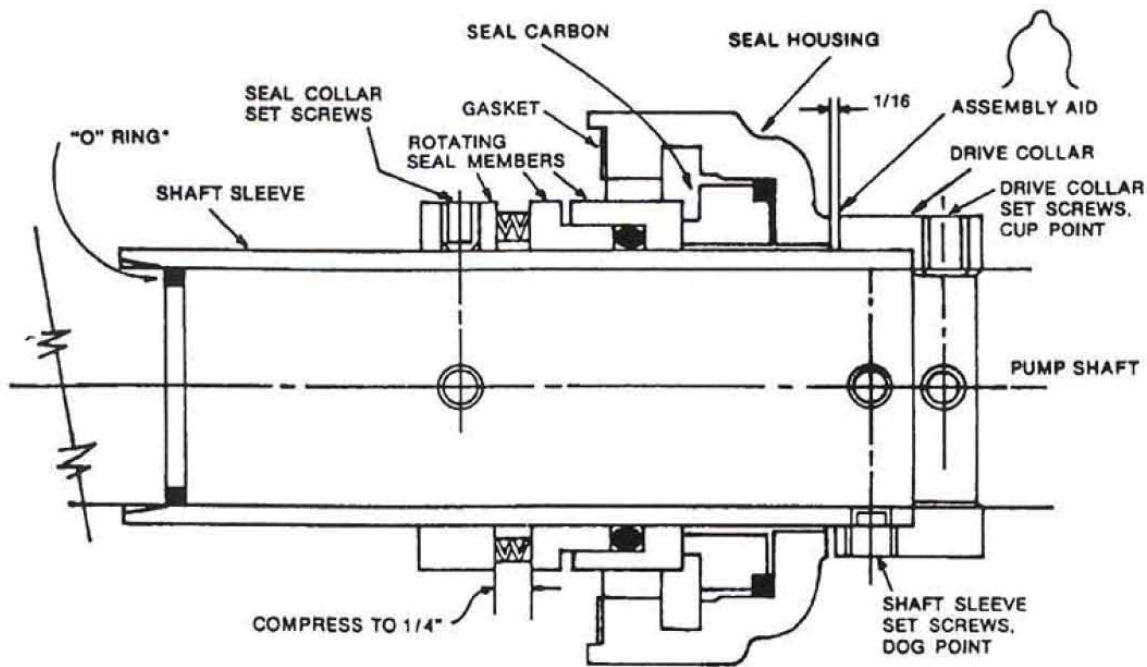 SEAL CARBON
SEAL HOUSING
1/16
SEAL COLLAR
SET SCREWS
GASKET
ASSEMBLY AID
"O" RING"
ROTATING
SEAL MEMBERS
DRIVE COLLAR
SHAFT SLEEVE
DRIVE COLLAR
SET SCREWS,
CUP POINT
PUMP SHAFT
COMPRESS TO 1/4"
SHAFT SLEEVE
SET SCREWS,
DOG POINT